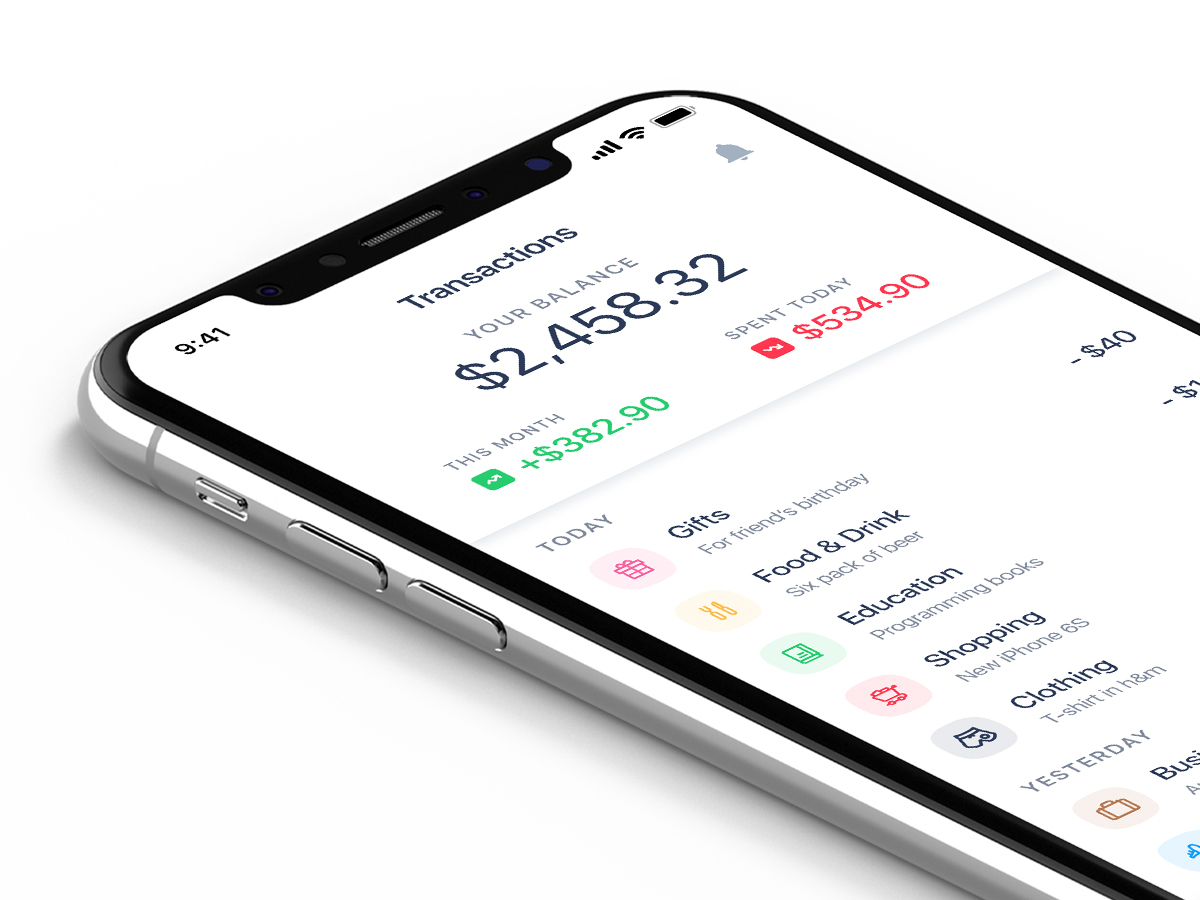 9:41
Transactions
YOUR BALANCE
$2,458.32
THIS MONTH
+$382.90
SPENT TODAY
$534.90
TODAY
Gifts
For friend's birthday
- $40
Food & Drink
Six pack of beer
Education
Programming books
Shopping
New iPhone 6S
Clothing
T-shirt in h&m
YESTERDAY